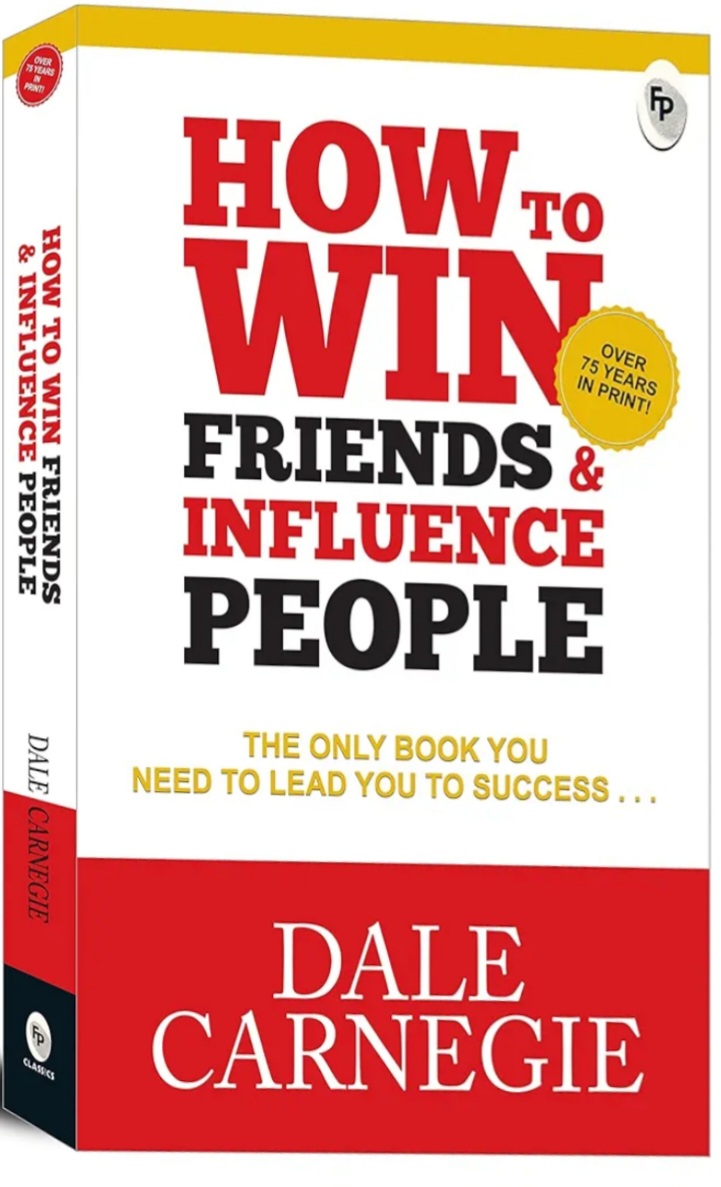 OVER
75 YEARS
IN
PRINT!
HOW TO WIN FRIENDS
& INFLUENCE PEOPLE
DALE CARNEGIE
FP
CLASSICS
FP
HOW TO
WIN
OVER
75 YEARS
IN PRINT!
FRIENDS &
INFLUENCE
PEOPLE
THE ONLY BOOK YOU
NEED TO LEAD YOU TO SUCCESS . . .
DALE
CARNEGIE